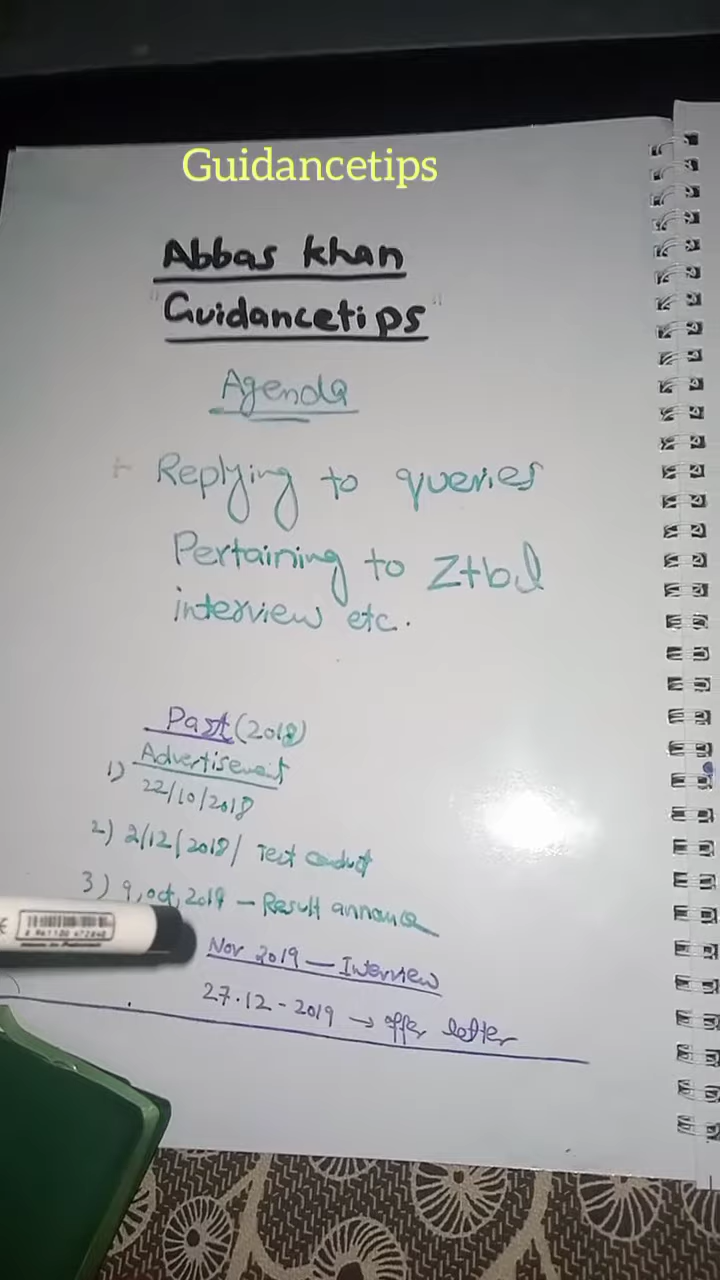 Guidancetips
Abbas khan
"Guidancetips"
Agenda
Replying to queries
Pertaining to Ztbl
interview etc.
Past (2018)
1) Advertisement
22/10/2018
2) 2/12/2018/ Test conduct
3) 9,oct,2019 - Result announce
Nov 2019 - Interview
27.12-2019 → offer letter